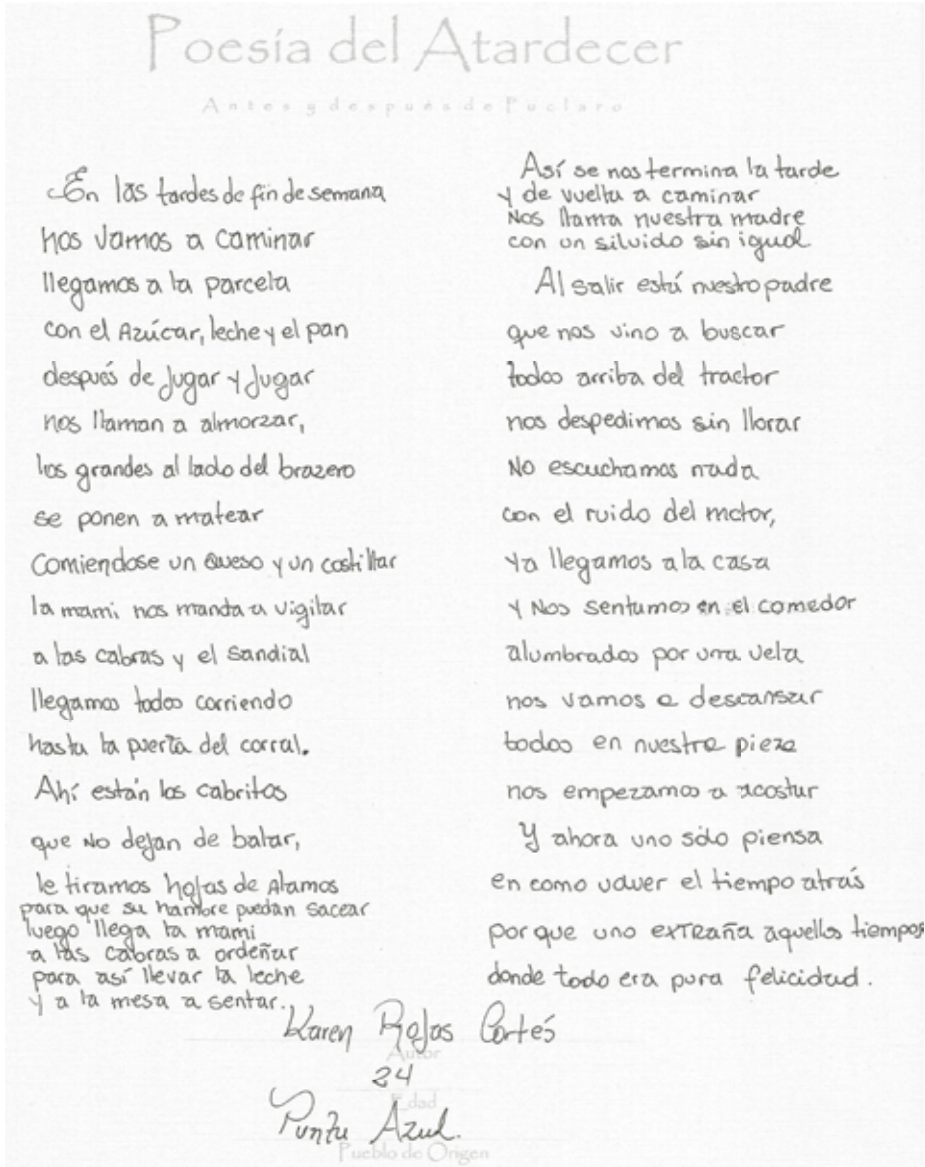 Poesía del Atardecer
Antes y después de Puclaro
En las tardes de fin de semana
nos vamos a caminar
llegamos a la parcela
con el Azúcar, leche y el pan
después de jugar y jugar
nos llaman a almorzar,
los grandes al lado del brazero
se ponen a matear
Comiendose un Queso y un costillar
la mami nos manda a vigilar
a las cabras y el sandial
llegamos todos corriendo
hasta la puerta del corral.
Ahí están los cabritos
que No dejan de balar,
le tiramos hojas de Alamos
para que su hambre puedan sacear
luego llega la mami
a las cabras a ordeñar
para así llevar la leche
y a la mesa a sentar.
Así se nos termina la tarde
y de vuelta a caminar
Nos llama nuestra madre
con un silvido sin igual
Al salir está nuestro padre
que nos vino a buscar
todos arriba del tractor
nos despedimos sin llorar
No escuchamos nada
con el ruido del motor,
ya llegamos a la casa
y Nos sentamos en el comedor
alumbrados por una vela
nos vamos a descansar
todos en nuestra pieza
nos empezamos a acostar
Y ahora uno sólo piensa
en como volver el tiempo atrás
por que uno extraña aquellos tiempos
donde todo era pura felicidad.
Karen Rojas Cortés
Autor
24
Edad
Punta Azul.
Pueblo de Origen